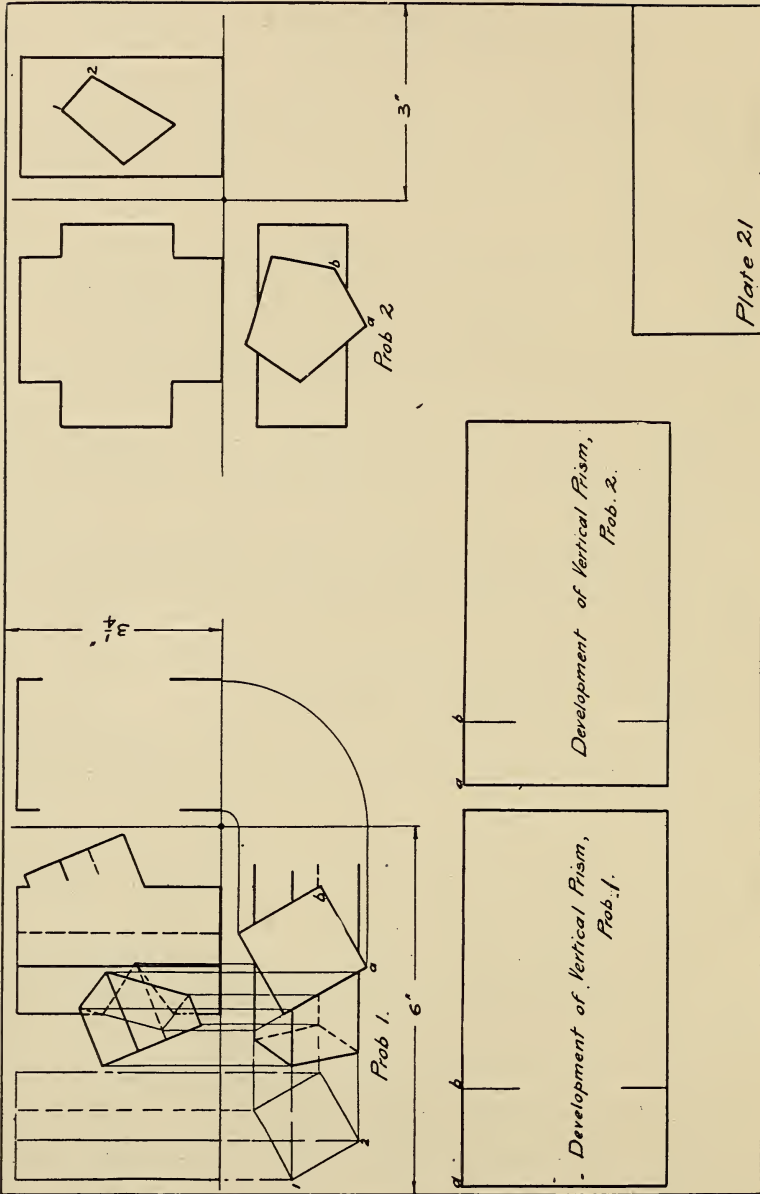 3¼"
1
2
3"
b
a
Prob 2
b
a
1
2
Prob 1.
6"
a
b
Development of Vertical Prism,
Prob. 1.
a
b
Development of Vertical Prism,
Prob. 2.
Plate 21